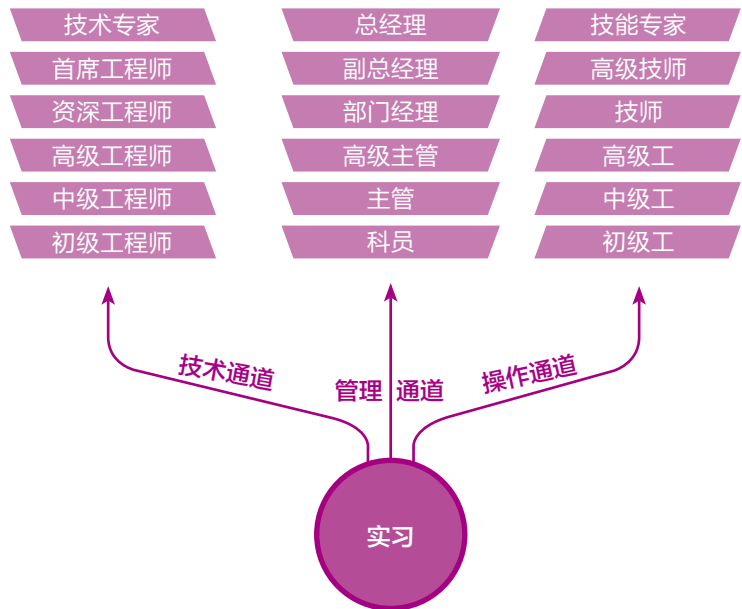 技术专家
首席工程师
资深工程师
高级工程师
中级工程师
初级工程师
总经理
副总经理
部门经理
高级主管
主管
科员
技能专家
高级技师
技师
高级工
中级工
初级工
技术通道
管理通道
操作通道
实习